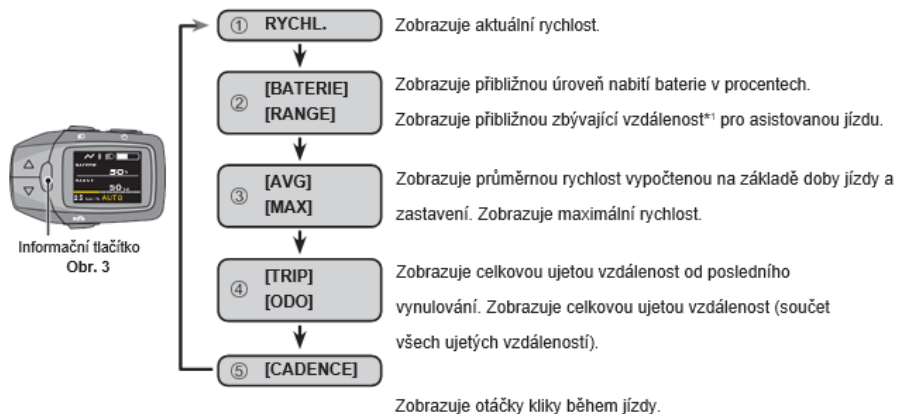 ① RYCHL.
Zobrazuje aktuální rychlost.
② [BATERIE]
[RANGE]
Zobrazuje přibližnou úroveň nabití baterie v procentech.
Zobrazuje přibližnou zbývající vzdálenost*¹ pro asistovanou jízdu.
50
50
AUTO
Informační tlačítko
Obr. 3
③ [AVG]
[MAX]
Zobrazuje průměrnou rychlost vypočtenou na základě doby jízdy a
zastavení. Zobrazuje maximální rychlost.
④ [TRIP]
[ODO]
Zobrazuje celkovou ujetou vzdálenost od posledního
vynulování. Zobrazuje celkovou ujetou vzdálenost (součet
všech ujetých vzdáleností).
⑤ [CADENCE]
Zobrazuje otáčky kliky během jízdy.